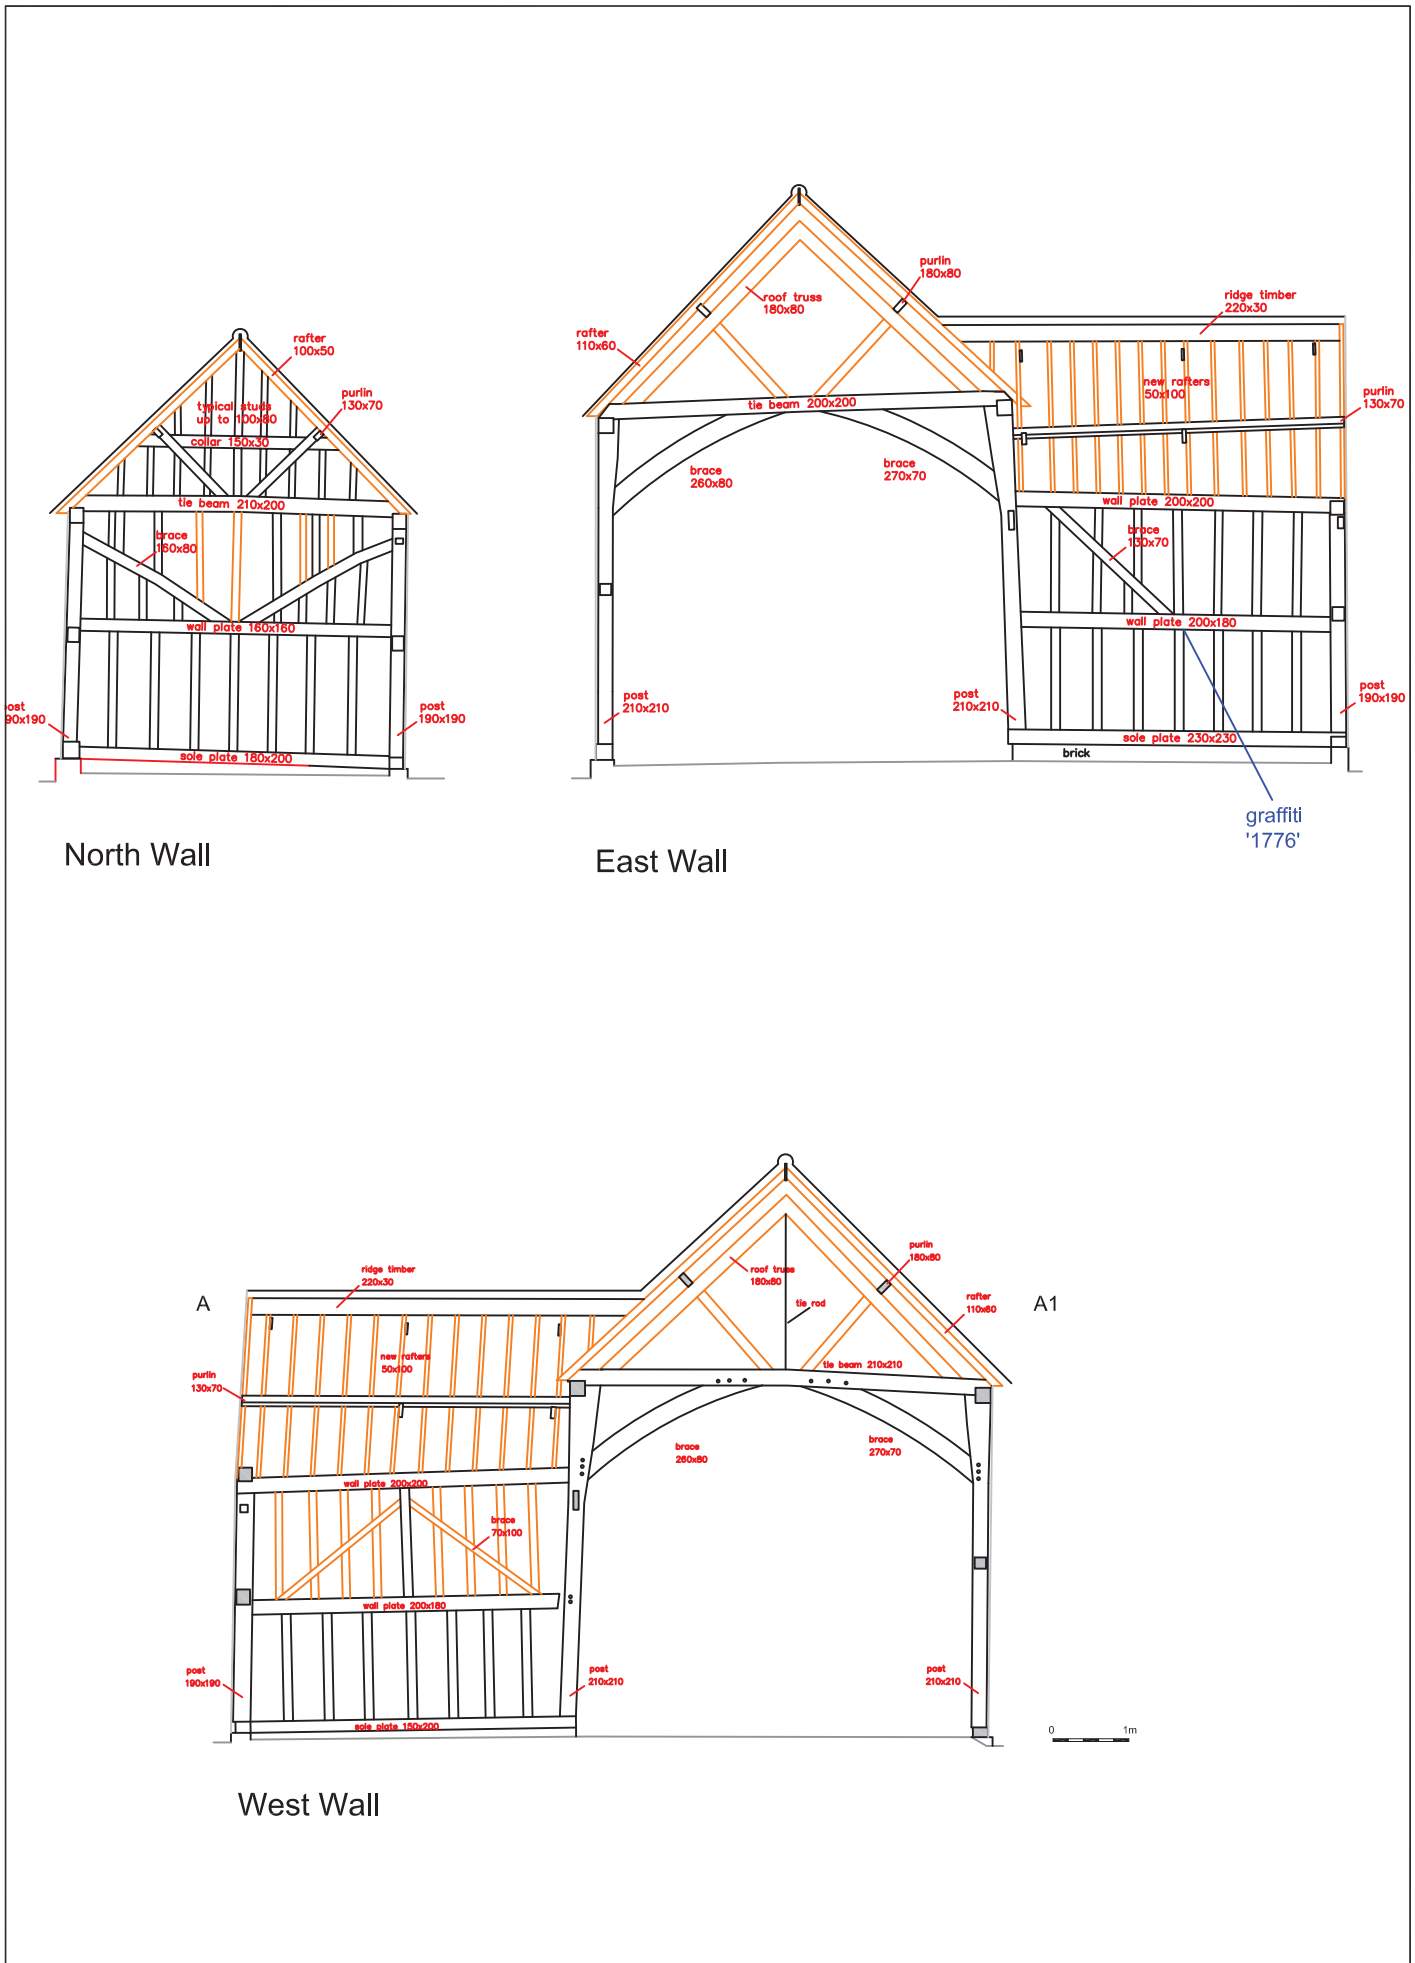 rafter
100x50
purlin
130x70
typical studs
up to 100x80
collar 150x30
tie beam 210x200
brace
160x80
wall plate 160x160
post
190x190
ost
90x190
sole plate 180x200
North Wall
purlin
180x80
roof truss
180x80
rafter
110x60
ridge timber
220x30
new rafters
50x100
purlin
130x70
tie beam 200x200
brace
260x80
brace
270x70
wall plate 200x200
brace
130x70
wall plate 200x180
post
210x210
post
210x210
post
190x190
sole plate 230x230
brick
graffiti
'1776'
East Wall
A
A1
ridge timber
220x30
purlin
180x80
roof truss
180x80
rafter
110x60
tie rod
new rafters
50x100
purlin
130x70
tie beam 210x210
brace
260x80
brace
270x70
wall plate 200x200
brace
70x100
wall plate 200x180
post
190x190
post
210x210
post
210x210
sole plate 150x200
0 1m
West Wall